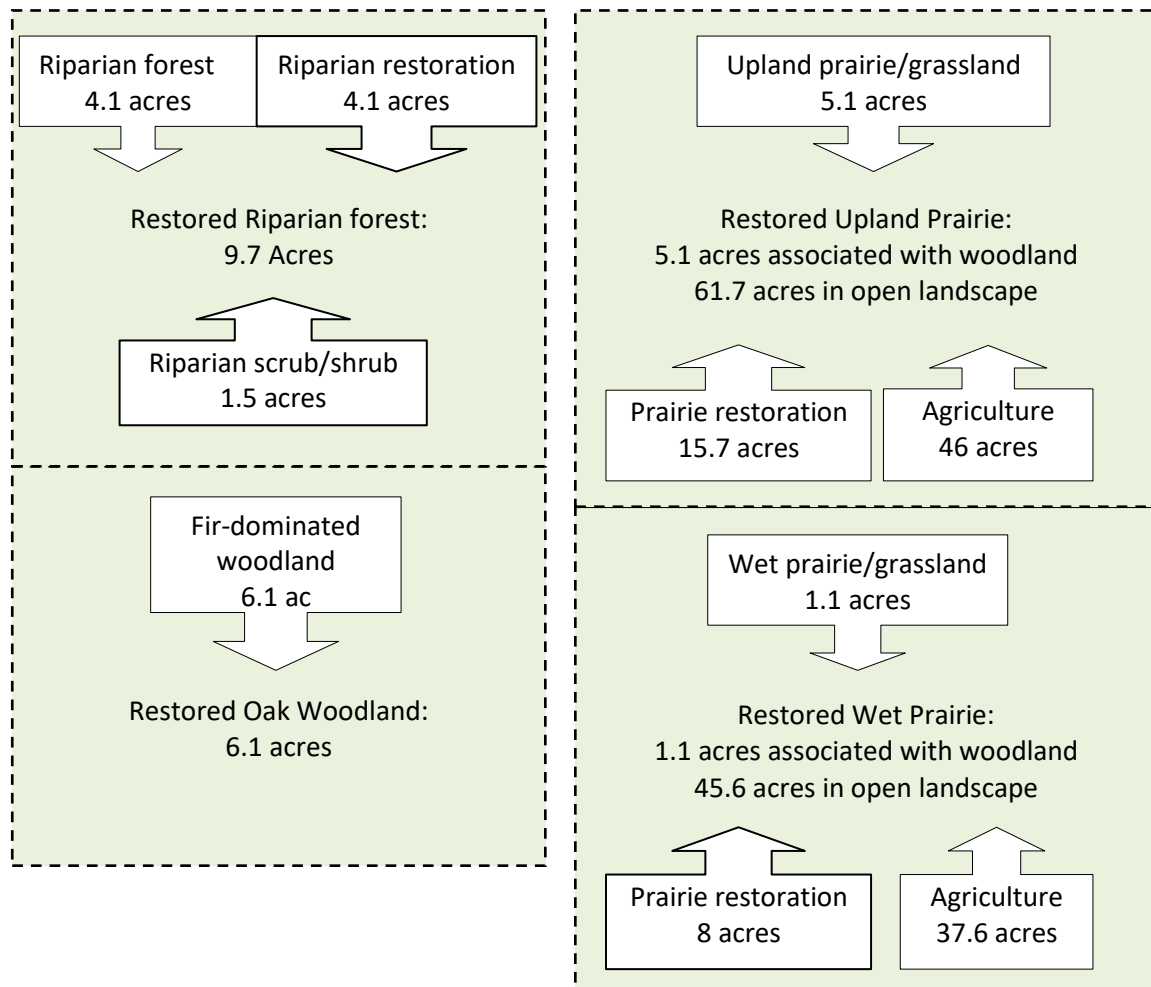 Riparian forest
4.1 acres
Riparian restoration
4.1 acres
Restored Riparian forest:
9.7 Acres
Riparian scrub/shrub
1.5 acres
Fir-dominated
woodland
6.1 ac
Restored Oak Woodland:
6.1 acres
Upland prairie/grassland
5.1 acres
Restored Upland Prairie:
5.1 acres associated with woodland
61.7 acres in open landscape
Prairie restoration
15.7 acres
Agriculture
46 acres
Wet prairie/grassland
1.1 acres
Restored Wet Prairie:
1.1 acres associated with woodland
45.6 acres in open landscape
Prairie restoration
8 acres
Agriculture
37.6 acres